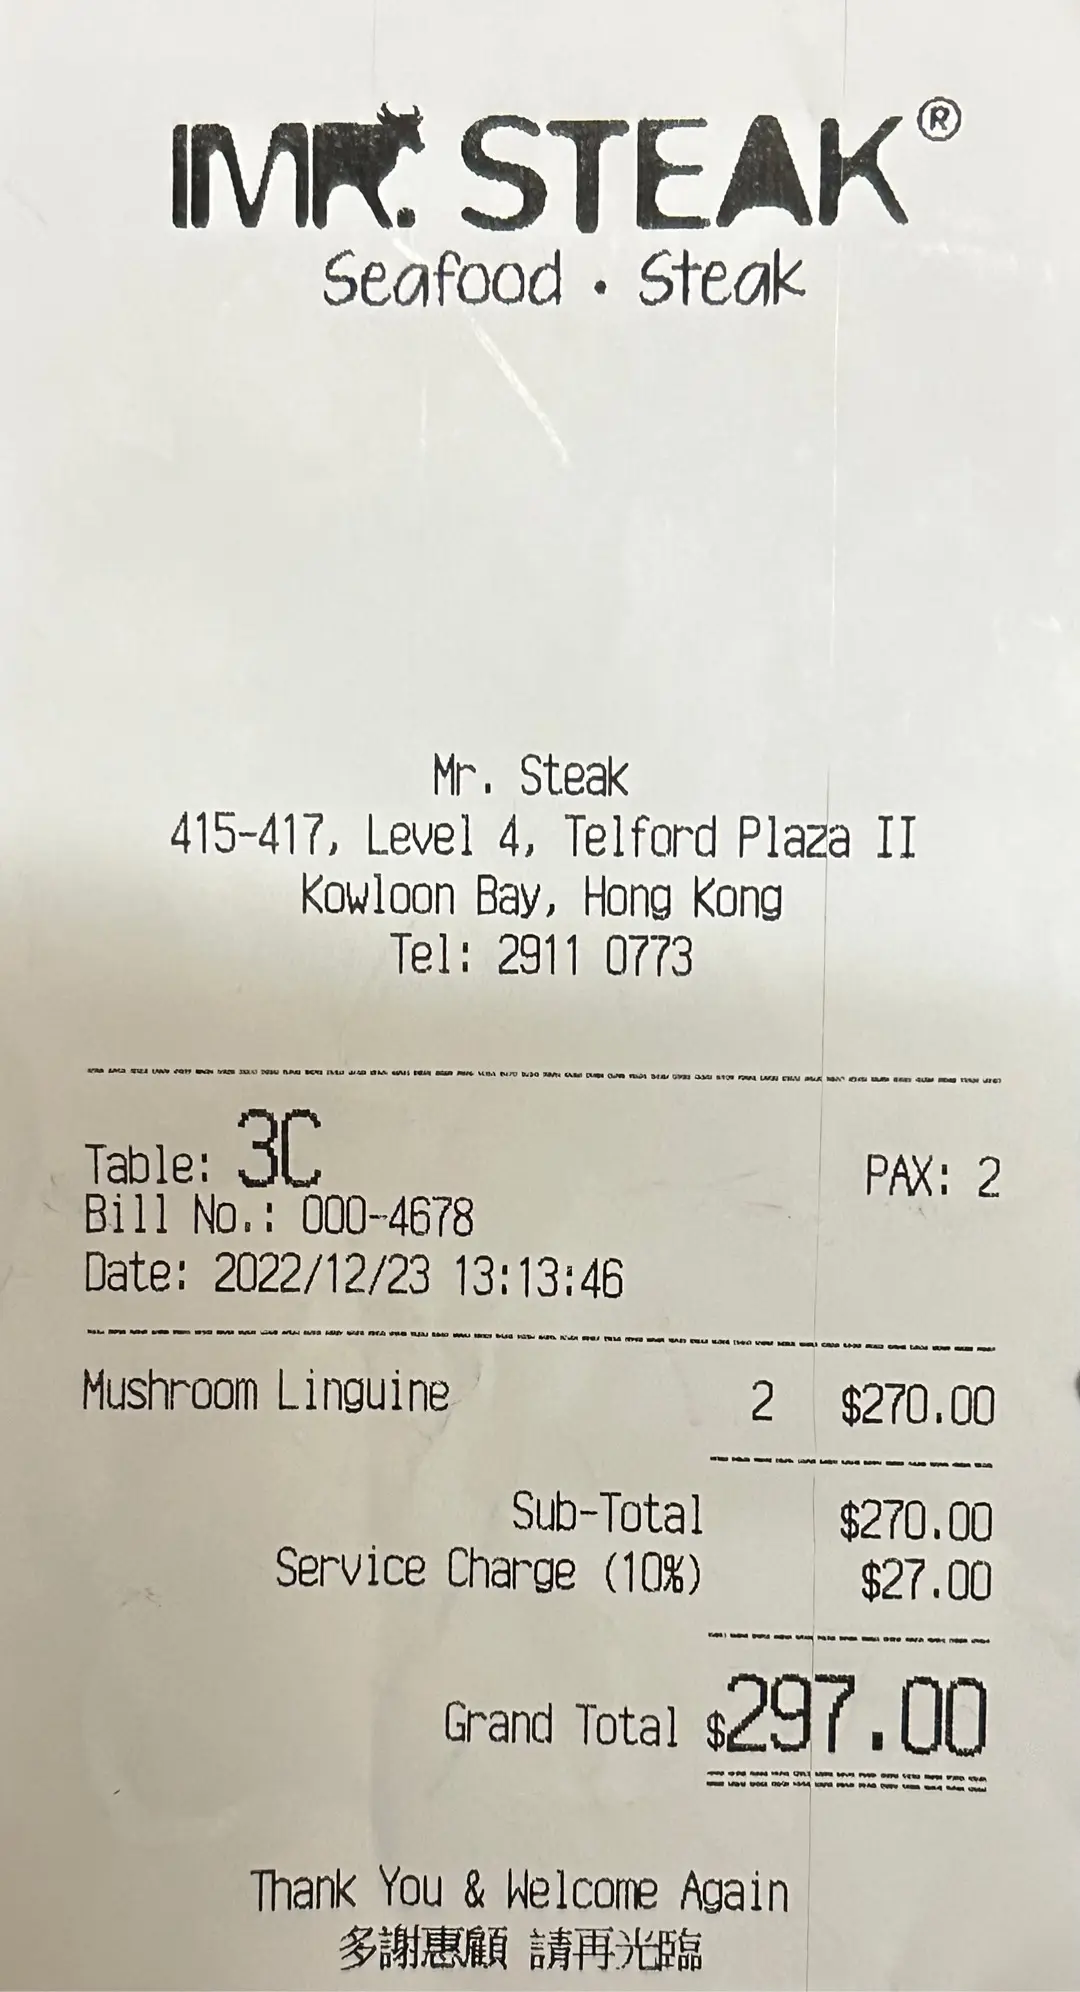 MR. STEAK®
Seafood · Steak
Mr. Steak
415-417, Level 4, Telford Plaza II
Kowloon Bay, Hong Kong
Tel: 2911 0773
Table: 3C PAX: 2
Bill No.: 000-4678
Date: 2022/12/23 13:13:46
Mushroom Linguine 2 $270.00
Sub-Total $270.00
Service Charge (10%) $27.00
Grand Total $297.00
Thank You & Welcome Again
多謝惠顧 請再光臨